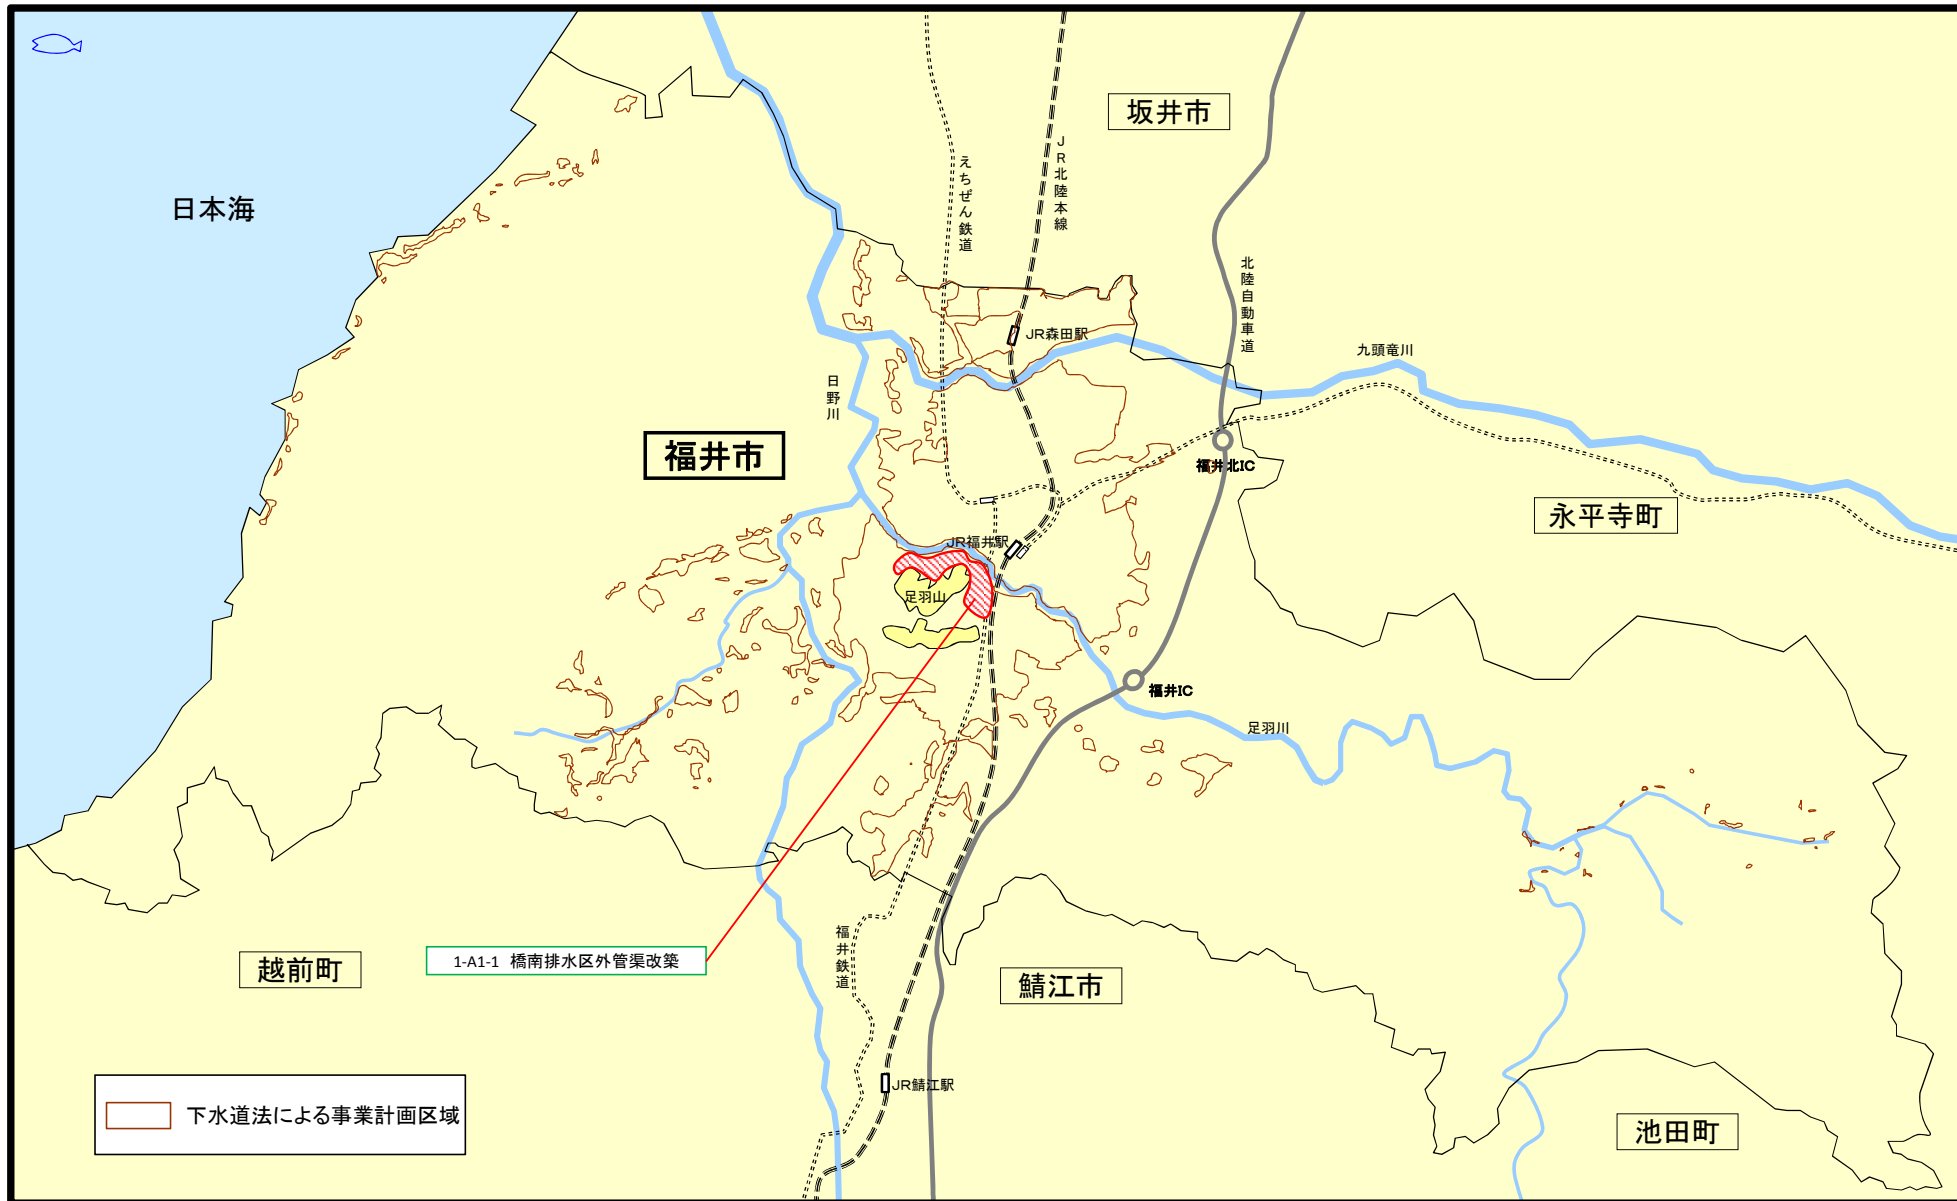 坂井市
えちぜん鉄道
JR北陸本線
日本海
北陸自動車道
JR森田駅
九頭竜川
日野川
福井市
福井北IC
永平寺町
JR福井駅
足羽山
福井IC
足羽川
福井鉄道
1-A1-1 橋南排水区外管渠改築
越前町
鯖江市
JR鯖江駅
下水道法による事業計画区域
池田町